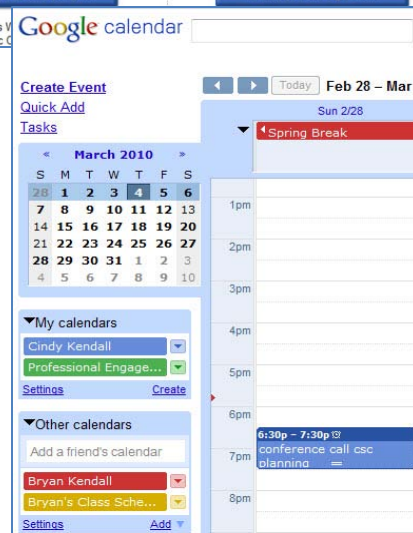 Google calendar
Create Event
Quick Add
Tasks
Today Feb 28 – Mar
Sun 2/28
Spring Break
« March 2010 »
S M T W T F S
28 1 2 3 4 5 6
7 8 9 10 11 12 13
14 15 16 17 18 19 20
21 22 23 24 25 26 27
28 29 30 31 1 2 3
4 5 6 7 8 9 10
My calendars
Cindy Kendall
Professional Engage...
Settings Create
Other calendars
Add a friend's calendar
Bryan Kendall
Bryan's Class Sche...
Settings Add
1pm
2pm
3pm
4pm
5pm
6pm
6:30p – 7:30p
conference call csc
planning
7pm
8pm